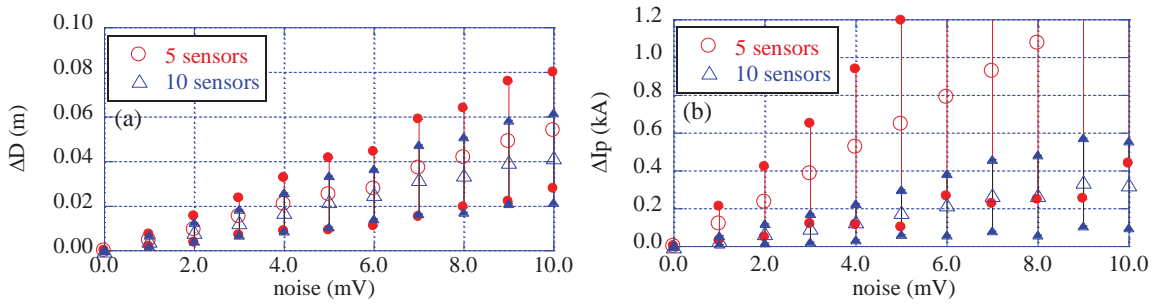 0.10
0.08
0.06
0.04
0.02
0.00
ΔD (m)
5 sensors
10 sensors
(a)
0.0 2.0 4.0 6.0 8.0 10.0
noise (mV)
1.2
1.0
0.8
0.6
0.4
0.2
0.0
ΔIp (kA)
5 sensors
10 sensors
(b)
0.0 2.0 4.0 6.0 8.0 10.0
noise (mV)